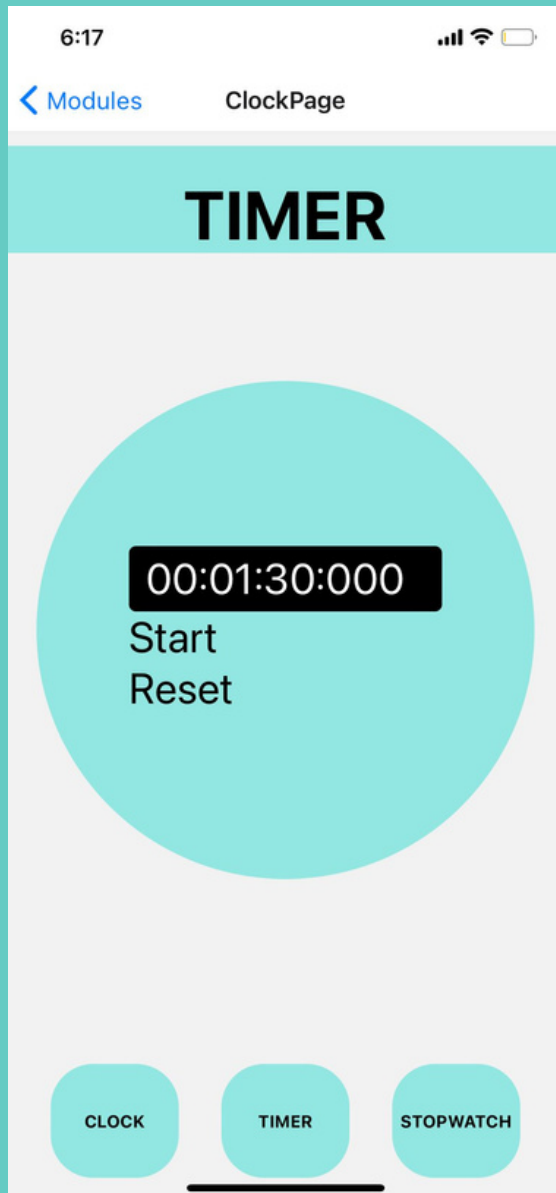 6:17
Modules ClockPage
TIMER
00:01:30:000
Start
Reset
CLOCK TIMER STOPWATCH